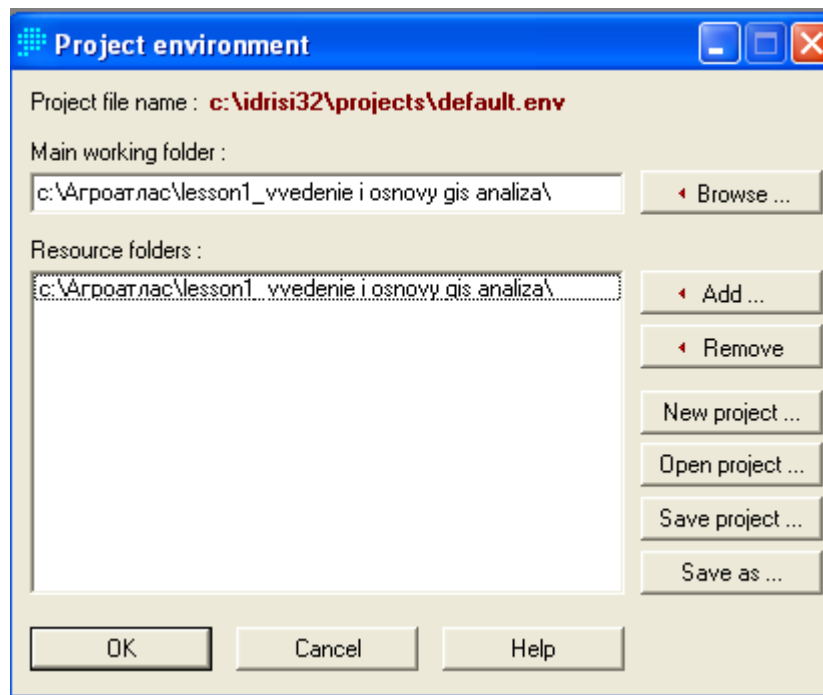 Project environment
Project file name : c:\idrisi32\projects\default.env
Main working folder :
c:\Агроатлас\lesson1_vvedenie i osnovy gis analiza\
Browse ...
Resource folders :
c:\Агроатлас\lesson1_vvedenie i osnovy gis analiza\
Add ...
Remove
New project ...
Open project ...
Save project ...
Save as ...
OK Cancel Help